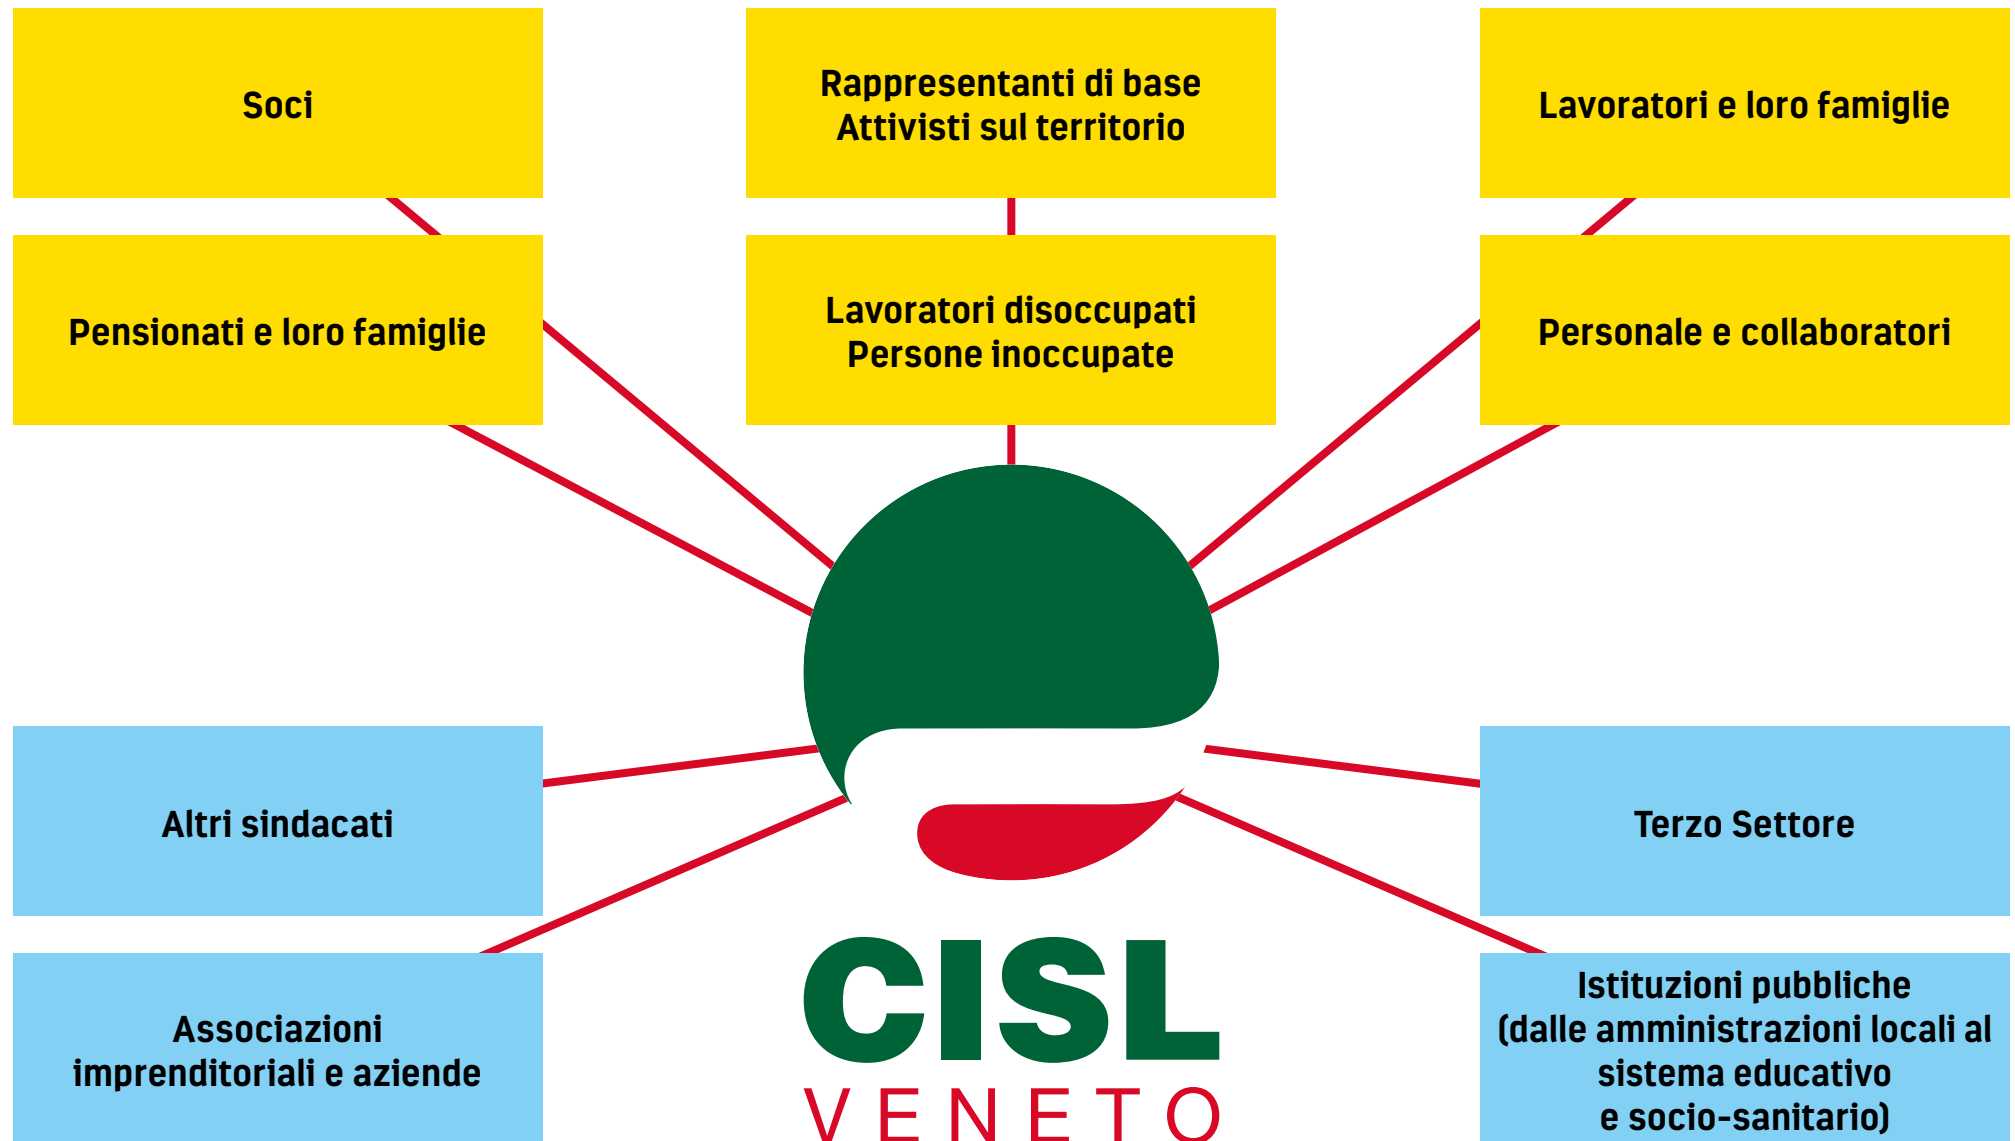 Soci
Rappresentanti di base
Attivisti sul territorio
Lavoratori e loro famiglie
Pensionati e loro famiglie
Lavoratori disoccupati
Persone inoccupate
Personale e collaboratori
Altri sindacati
Terzo Settore
Associazioni
imprenditoriali e aziende
CISL
VENETO
Istituzioni pubbliche
(dalle amministrazioni locali al
sistema educativo
e socio-sanitario)